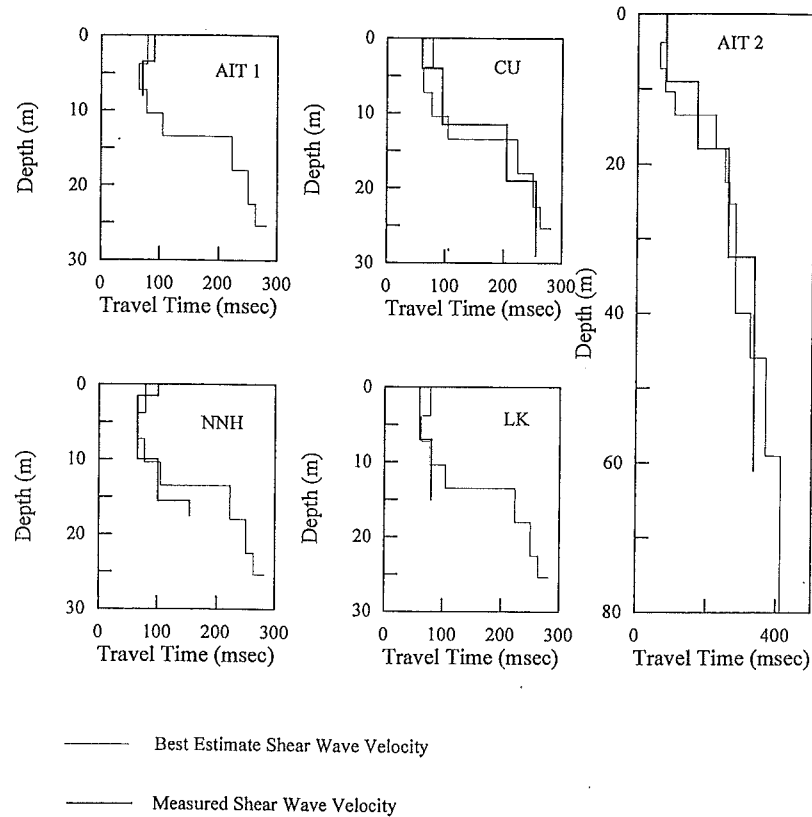 0
10
20
30
Depth (m)
AIT 1
0 100 200 300
Travel Time (msec)
0
10
20
30
Depth (m)
CU
0 100 200 300
Travel Time (msec)
0
20
40
60
80
Depth (m)
AIT 2
0 200 400
Travel Time (msec)
0
10
20
30
Depth (m)
NNH
0 100 200 300
Travel Time (msec)
0
10
20
30
Depth (m)
LK
0 100 200 300
Travel Time (msec)
Best Estimate Shear Wave Velocity
Measured Shear Wave Velocity